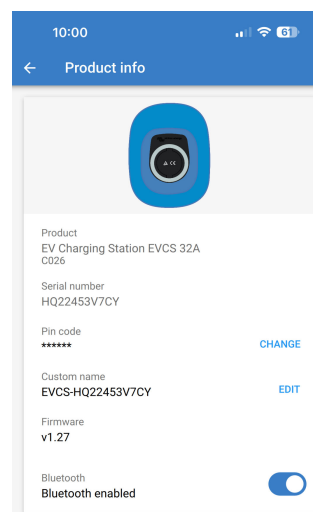 10:00
61
Product info
Product
EV Charging Station EVCS 32A
C026
Serial number
HQ22453V7CY
Pin code
****** CHANGE
Custom name
EVCS-HQ22453V7CY EDIT
Firmware
v1.27
Bluetooth
Bluetooth enabled